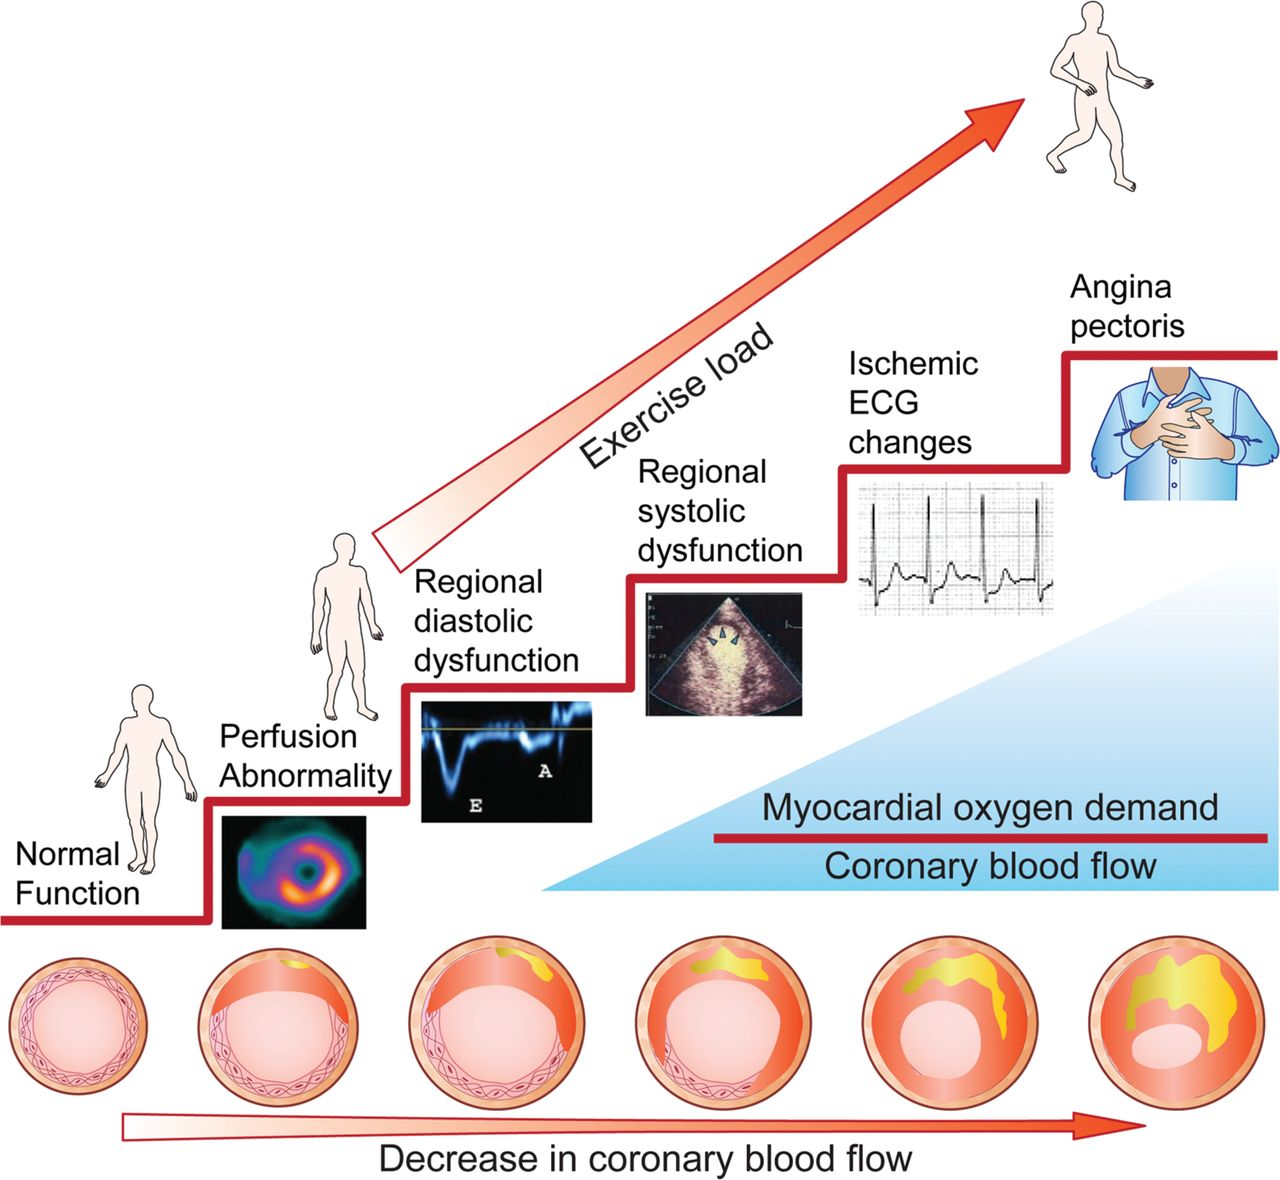 Exercise load
Angina
pectoris
Ischemic
ECG
changes
Regional
systolic
dysfunction
Regional
diastolic
dysfunction
Perfusion
Abnormality
Normal
Function
E
A
Myocardial oxygen demand
Coronary blood flow
Decrease in coronary blood flow